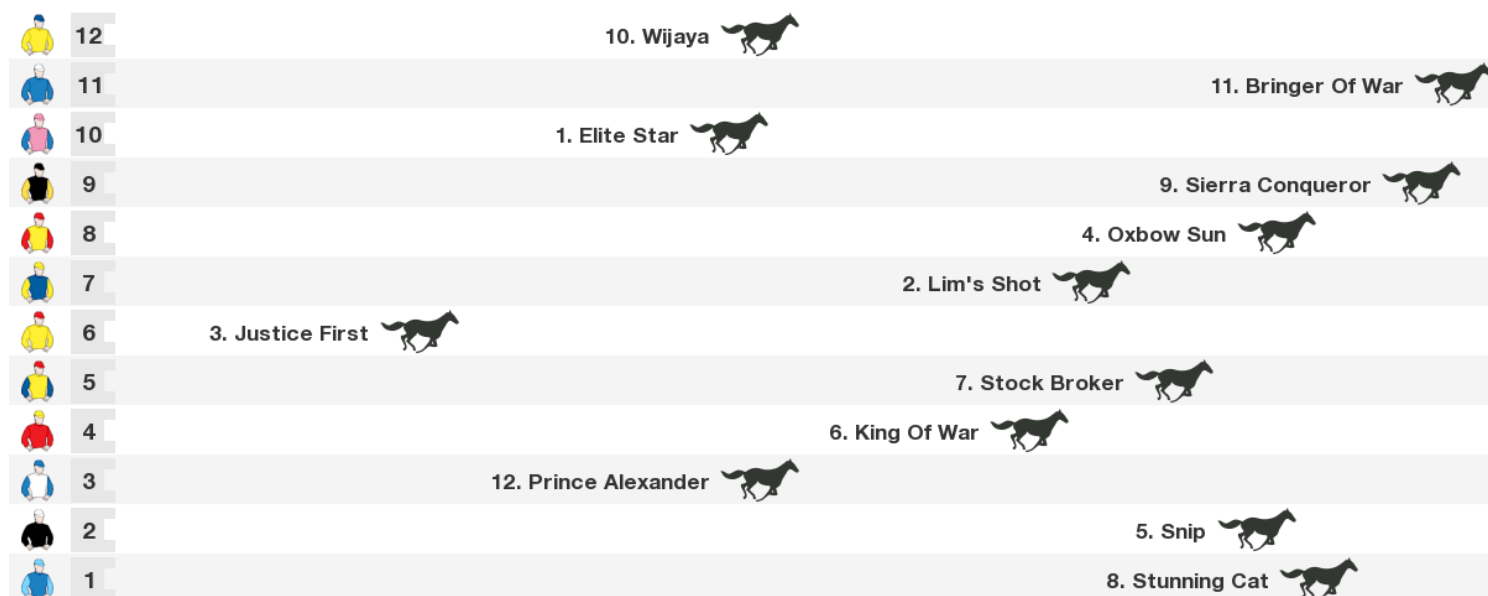 12 10. Wijaya
11 11. Bringer Of War
10 1. Elite Star
9 9. Sierra Conqueror
8 4. Oxbow Sun
7 2. Lim's Shot
6 3. Justice First
5 7. Stock Broker
4 6. King Of War
3 12. Prince Alexander
2 5. Snip
1 8. Stunning Cat